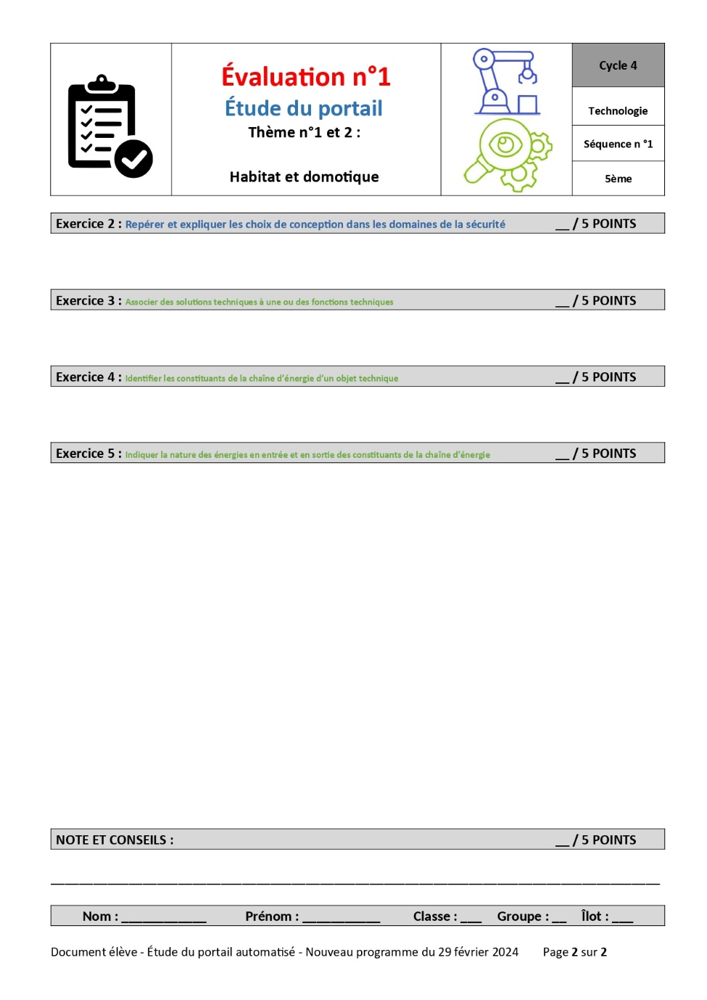 Évaluation n°1
Étude du portail
Thème n°1 et 2 :
Habitat et domotique
Cycle 4
Technologie
Séquence n °1
5ème
Exercice 2 : Repérer et expliquer les choix de conception dans les domaines de la sécurité __ / 5 POINTS
Exercice 3 : Associer des solutions techniques à une ou des fonctions techniques __ / 5 POINTS
Exercice 4 : Identifier les constituants de la chaîne d’énergie d’un objet technique __ / 5 POINTS
Exercice 5 : Indiquer la nature des énergies en entrée et en sortie des constituants de la chaîne d’énergie __ / 5 POINTS
NOTE ET CONSEILS : __ / 5 POINTS
Nom : ____________ Prénom : ___________ Classe : ___ Groupe : __ Îlot : ___
Document élève - Étude du portail automatisé - Nouveau programme du 29 février 2024 Page 2 sur 2